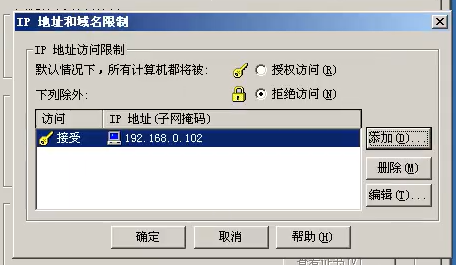 IP 地址和域名限制
IP 地址访问限制
默认情况下，所有计算机都将被：
授权访问(R)
下列除外：
拒绝访问(N)
访问
IP 地址(子网掩码)
接受
192.168.0.102
添加(D)...
删除(M)
编辑(T)...
确定
取消
帮助(H)